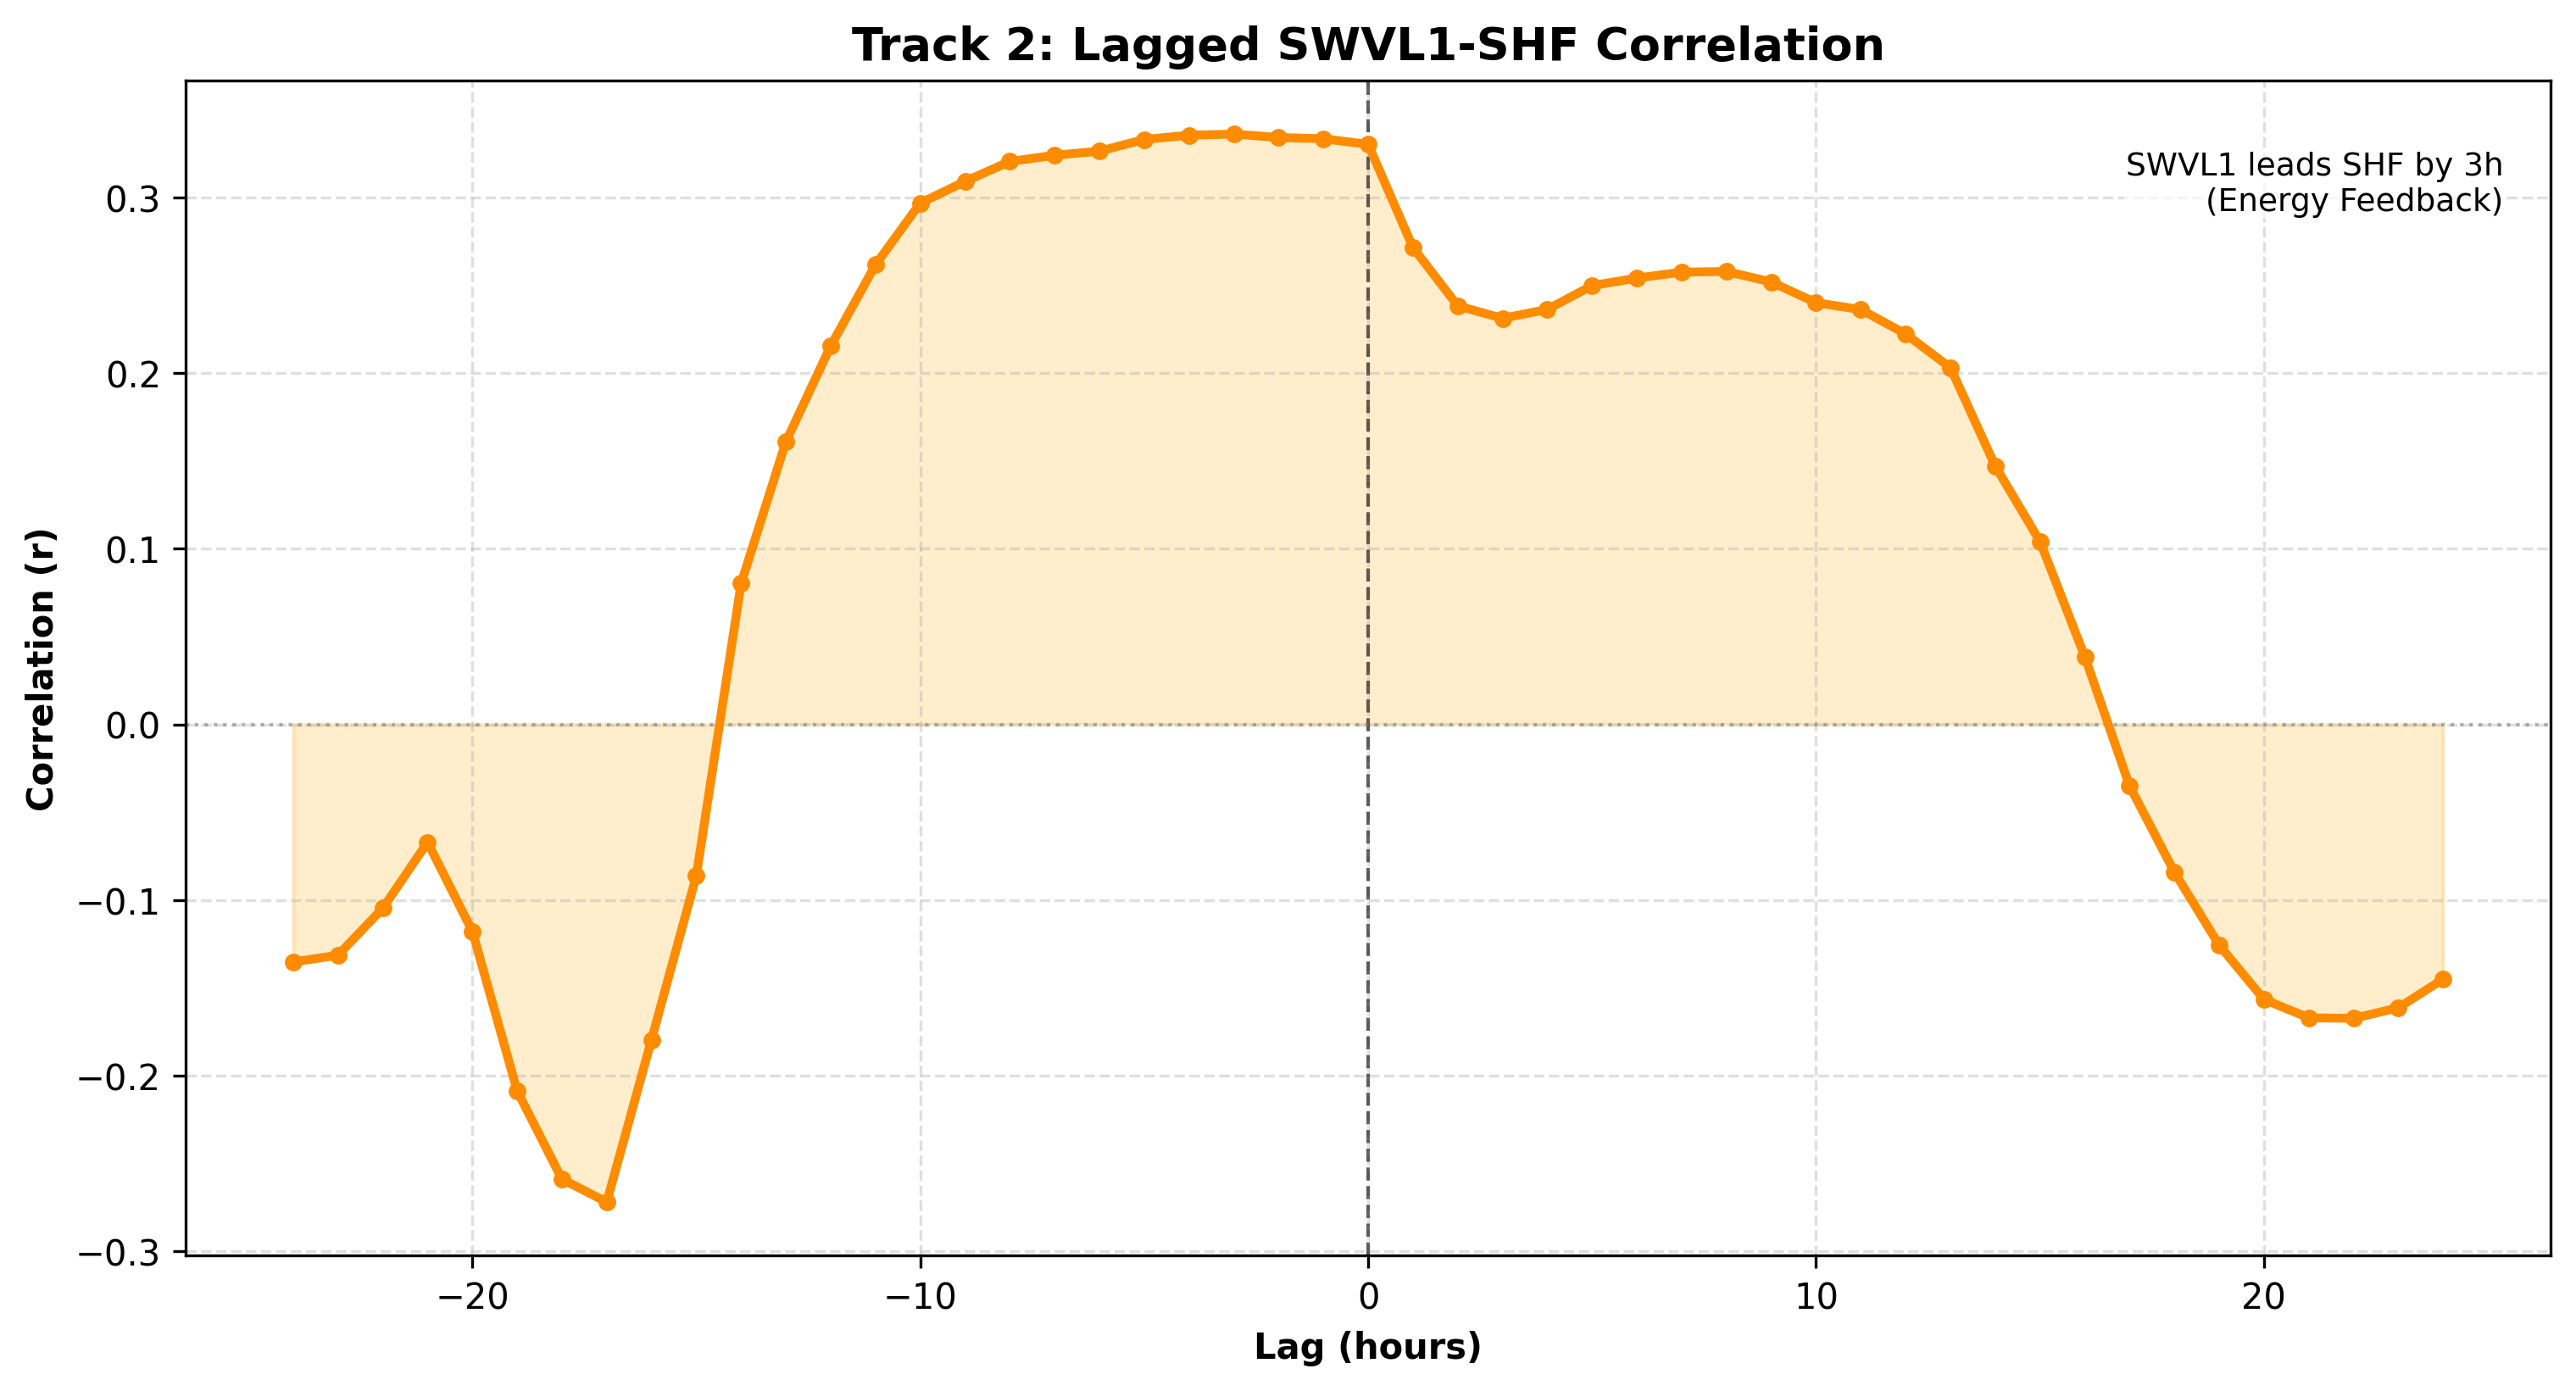 Track 2: Lagged SWVL1-SHF Correlation
SWVL1 leads SHF by 3h
(Energy Feedback)
Correlation (r)
0.3
0.2
0.1
0.0
−0.1
−0.2
−0.3
−20
−10
0
10
20
Lag (hours)